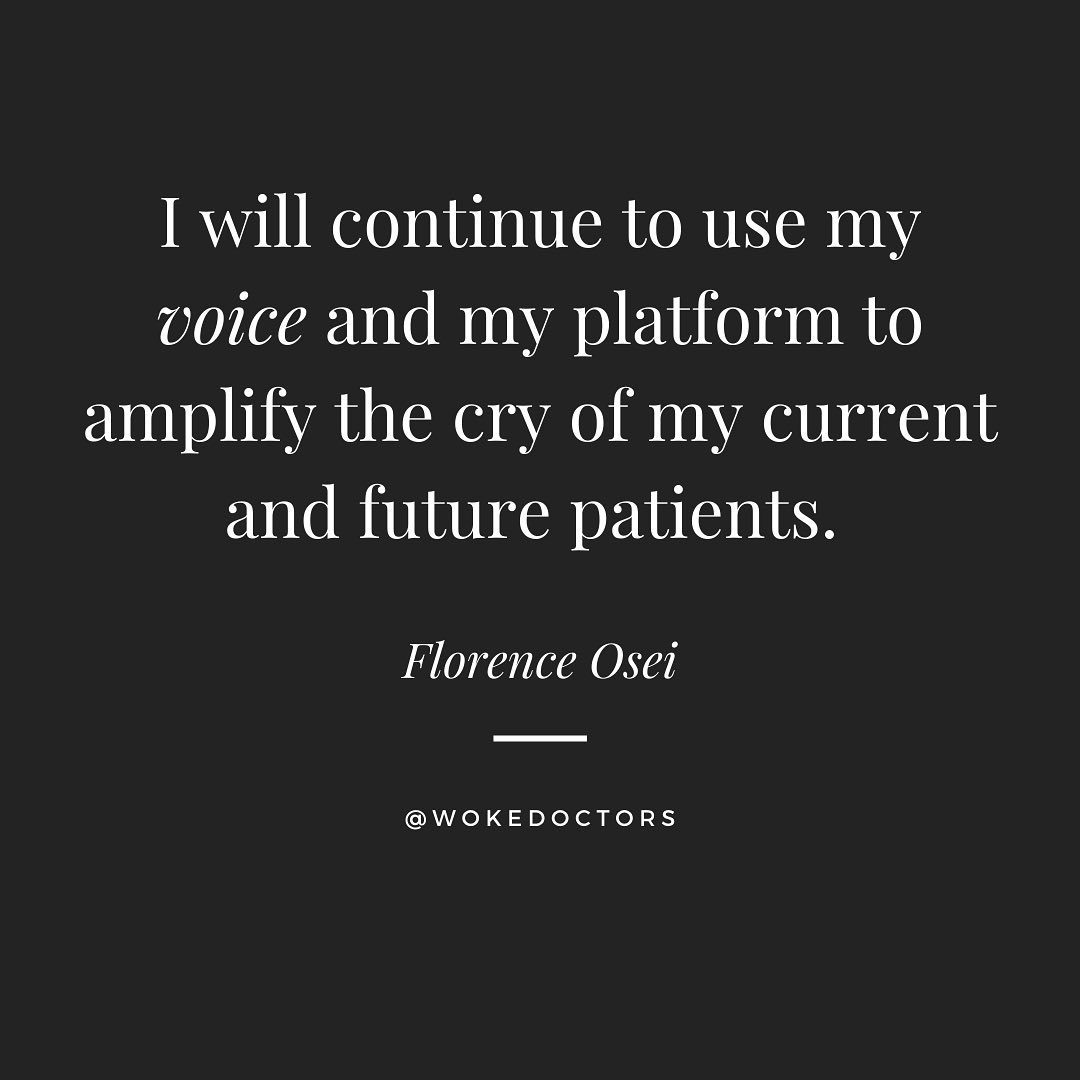 I will continue to use my
voice and my platform to
amplify the cry of my current
and future patients.
Florence Osei
@WOKEDOCTORS